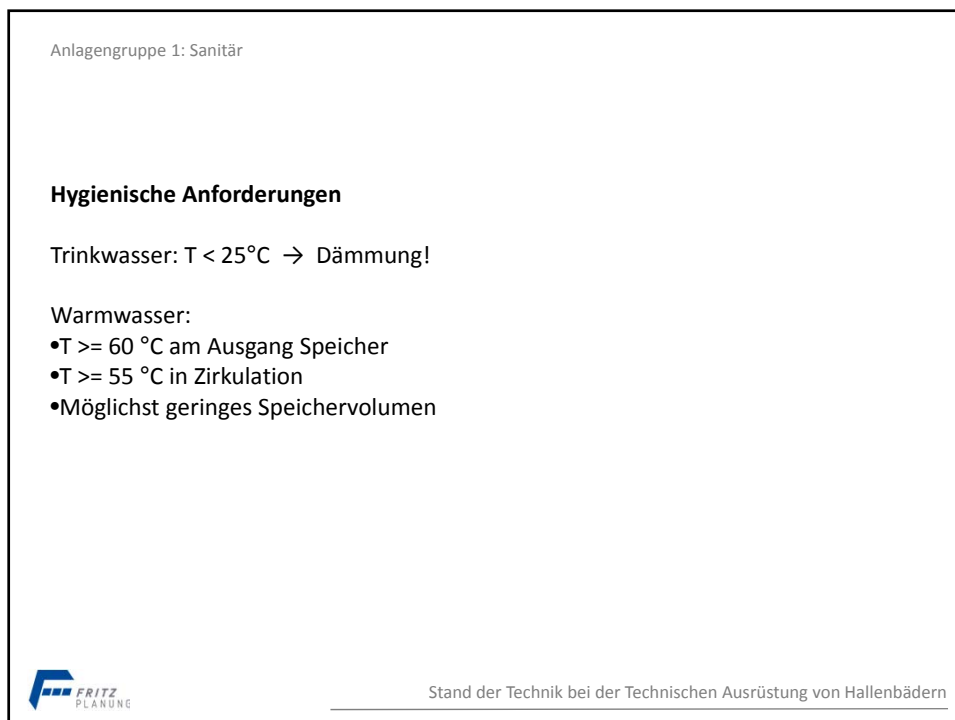 Anlagengruppe 1: Sanitär
Hygienische Anforderungen
Trinkwasser: T < 25°C → Dämmung!
Warmwasser:
•T >= 60 °C am Ausgang Speicher
•T >= 55 °C in Zirkulation
•Möglichst geringes Speichervolumen
FRITZ
PLANUNG
Stand der Technik bei der Technischen Ausrüstung von Hallenbädern